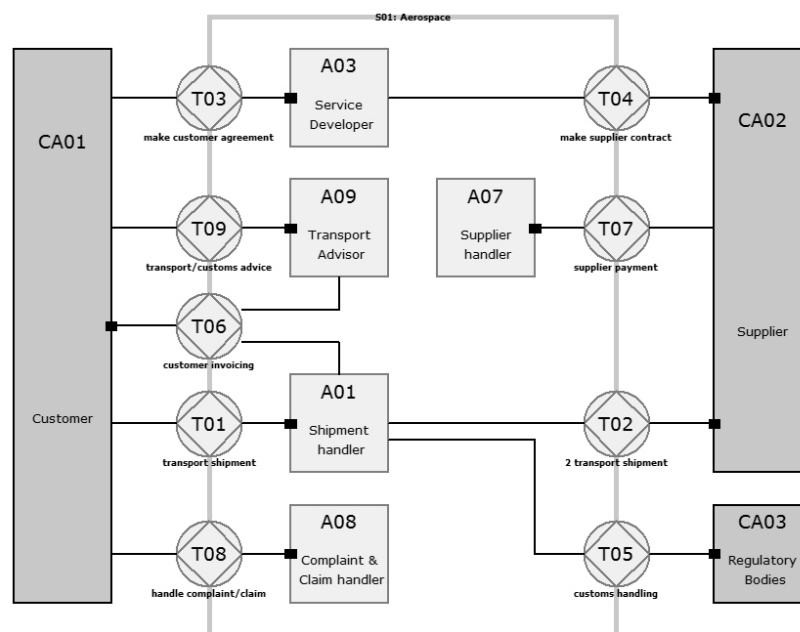 S01: Aerospace
CA01
Customer
T03
make customer agreement
A03
Service
Developer
T04
make supplier contract
CA02
Supplier
T09
transport/customs advice
A09
Transport
Advisor
A07
Supplier
handler
T07
supplier payment
T06
customer invoicing
T01
transport shipment
A01
Shipment
handler
T02
2 transport shipment
T08
handle complaint/claim
A08
Complaint &
Claim handler
T05
customs handling
CA03
Regulatory
Bodies